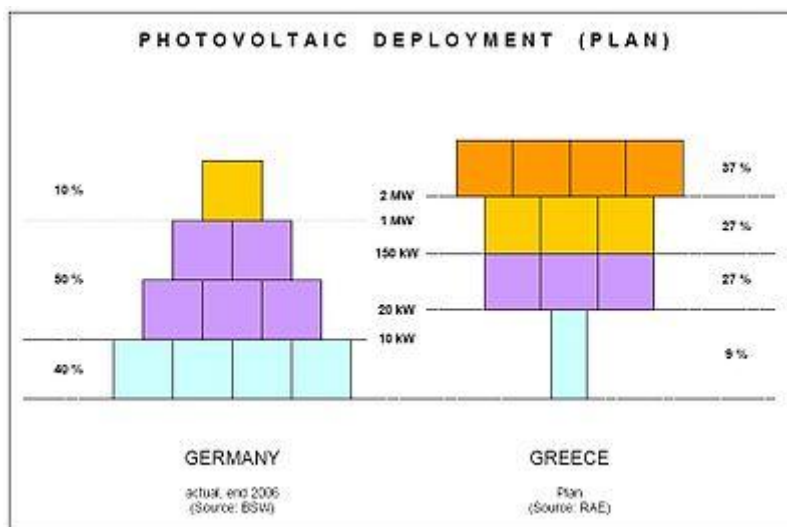 PHOTOVOLTAIC DEPLOYMENT (PLAN)
37 %
10 %
2 MW
1 MW
27 %
150 kW
50 %
27 %
20 kW
10 kW
40 %
9 %
GERMANY
GREECE
actual, end 2006
(Source: BSW)
Plan
(Source: RAE)